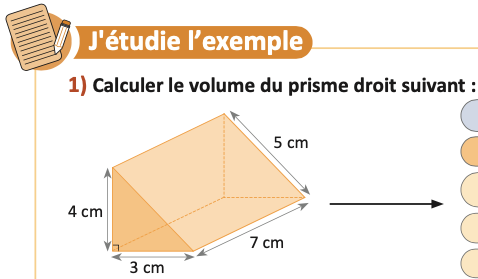 J'étudie l’exemple
1) Calculer le volume du prisme droit suivant :
5 cm
4 cm
7 cm
3 cm